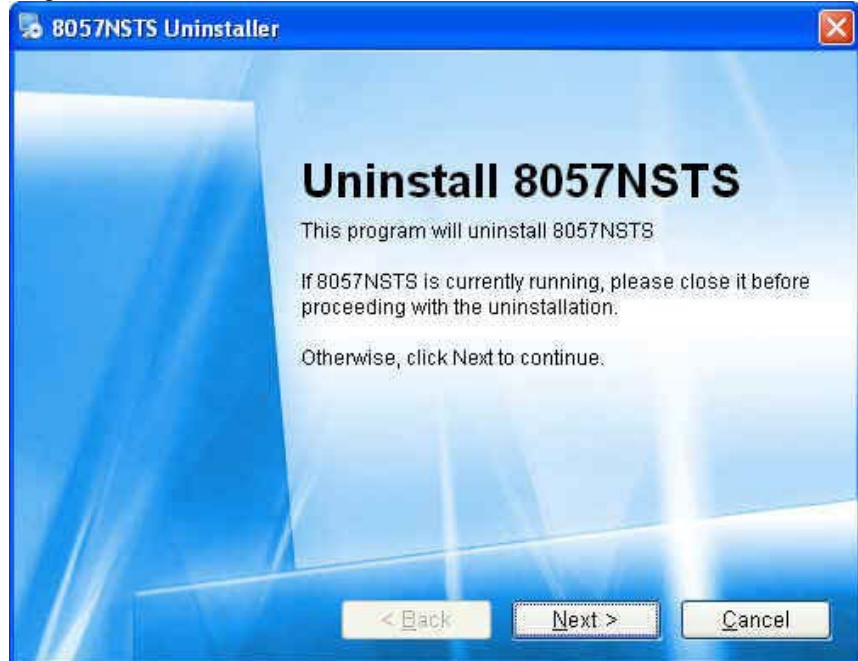 8057NSTS Uninstaller
Uninstall 8057NSTS
This program will uninstall 8057NSTS
If 8057NSTS is currently running, please close it before
proceeding with the uninstallation.
Otherwise, click Next to continue.
< Back
Next >
Cancel